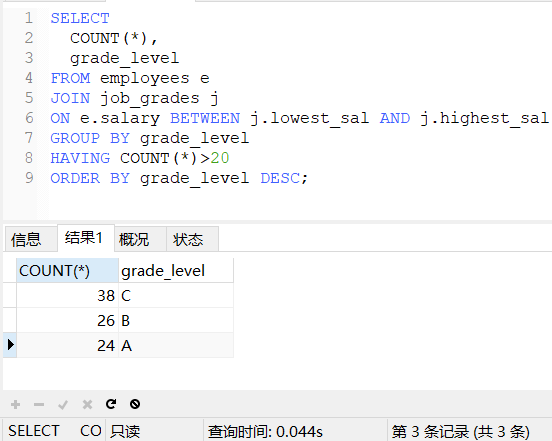 1 SELECT
2 COUNT(*),
3 grade_level
4 FROM employees e
5 JOIN job_grades j
6 ON e.salary BETWEEN j.lowest_sal AND j.highest_sal
7 GROUP BY grade_level
8 HAVING COUNT(*)>20
9 ORDER BY grade_level DESC;
信息 结果1 概况 状态
COUNT(*) grade_level
38 C
26 B
24 A
SELECT CO 只读 查询时间: 0.044s 第 3 条记录 (共 3 条)